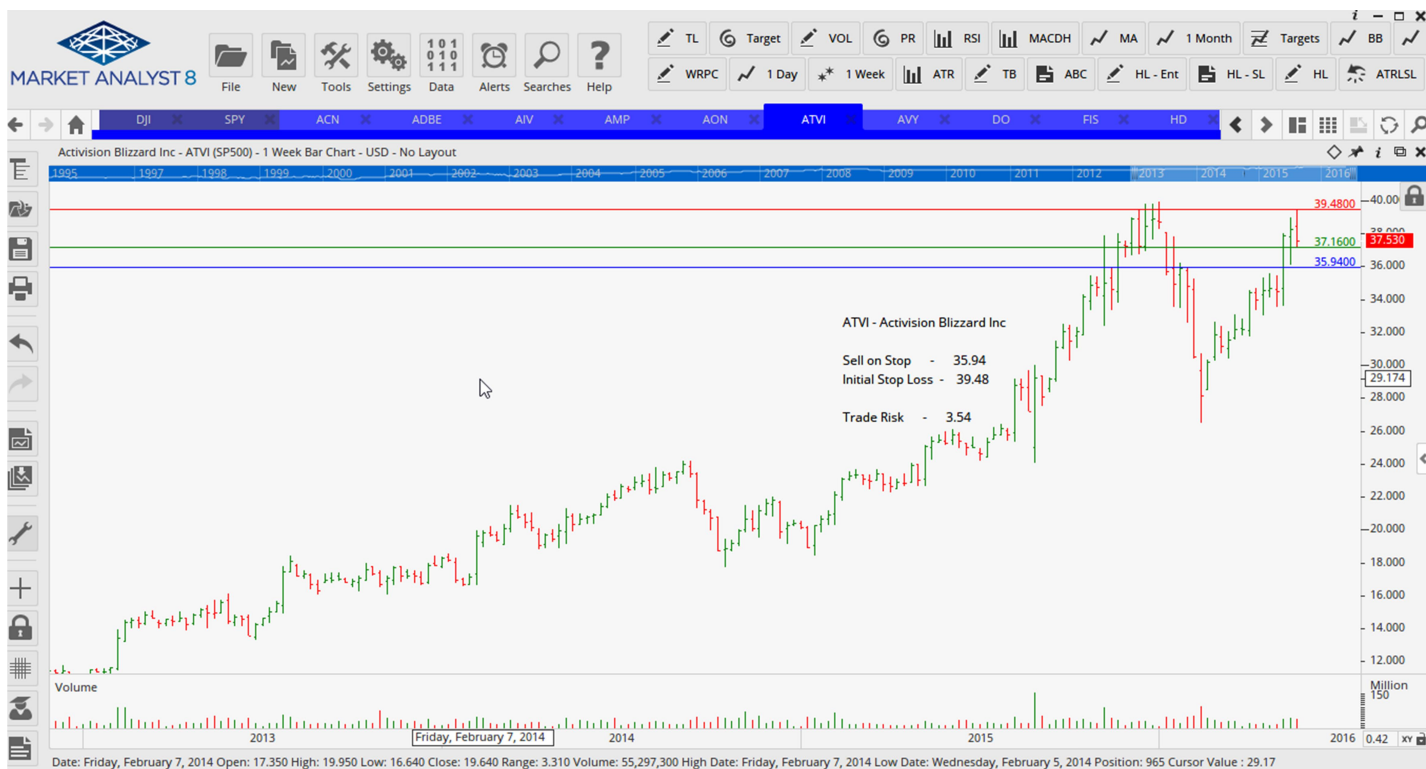 MARKET ANALYST 8
File New Tools Settings Data Alerts Searches Help
101
010
111
TL Target VOL PR RSI MACDH MA 1 Month Targets BB
WRPC 1 Day 1 Week ATR TB ABC HL - Ent HL - SL HL ATRLSL
DJI SPY ACN ADBE AIV AMP AON ATVI AVY DO FIS HD
Activision Blizzard Inc - ATVI (SP500) - 1 Week Bar Chart - USD - No Layout
1995 1997 1998 1999 2000 2001 2002 2003 2004 2005 2006 2007 2008 2009 2010 2011 2012 2013 2014 2015 2016
39.4800
37.1600
35.9400
40.00
38.000
37.530
36.000
34.000
32.000
30.000
29.174
28.000
26.000
24.000
22.000
20.000
18.000
16.000
14.000
12.000
ATVI - Activision Blizzard Inc
Sell on Stop - 35.94
Initial Stop Loss - 39.48
Trade Risk - 3.54
Volume
Million
150
2013 Friday, February 7, 2014 2014 2015 2016 0.42 XY
Date: Friday, February 7, 2014 Open: 17.350 High: 19.950 Low: 16.640 Close: 19.640 Range: 3.310 Volume: 55,297,300 High Date: Friday, February 7, 2014 Low Date: Wednesday, February 5, 2014 Position: 965 Cursor Value : 29.17